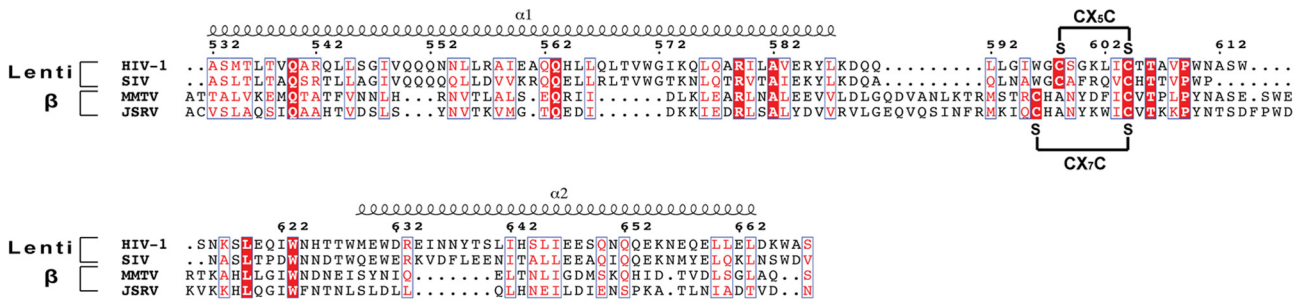 α1
532 542 552 562 572 582 592 602 612
CX₅C
S S
Lenti HIV-1 ..ASMTLTVQARQLLSGIVQQQNNLLRAIEAQQHLLQLTVWGIKQLQARILAVERYLKDQQ..........LLGIWGCSGKLICTTAVPWNASW....
SIV ..ASLTLTAQSRTLLAGIVQQQQQLLDVVKRQQELLRLTVWGTKNLQTRVTAIEKYLKDQA..........QLNAWGCAFRQVCHTTVPWP.......
β MMTV ATTALVKEMQTATFVNNLH...RNVTLALS.EQRII......DLKLEARLNALEEVVLDLGQDVANLKTRMSTRCHANYDFICVTPLPYNASE.SWE
JSRV ACVSLAQSIQAAHTVDSLS...YNVTKVMG.TQEDI......DKKIEDRLSALYDVVRVLGEQVQSINFRMKIQCHANYKWICVTKKPYNTSDFPWD
S S
CX₇C
α2
622 632 642 652 662
Lenti HIV-1 .SNKSLEQIWNHTTWMEWDREINNYTSLIHSLIEESQNQQEKNEQELLELDKWAS
SIV ..NASLTPDWNNDTWQEWERKVDFLEENITALLEEAQIQQEKNMYELQKLNSWDV
β MMTV RTKAHLLGIWNDNEISYNIQ.......ELTNLIGDMSKQHID.TVDLSGLAQ..S
JSRV KVKKHLQGIWFNTNLSLDLL.......QLHNEILDIENSPKA.TLNIADTVD..N